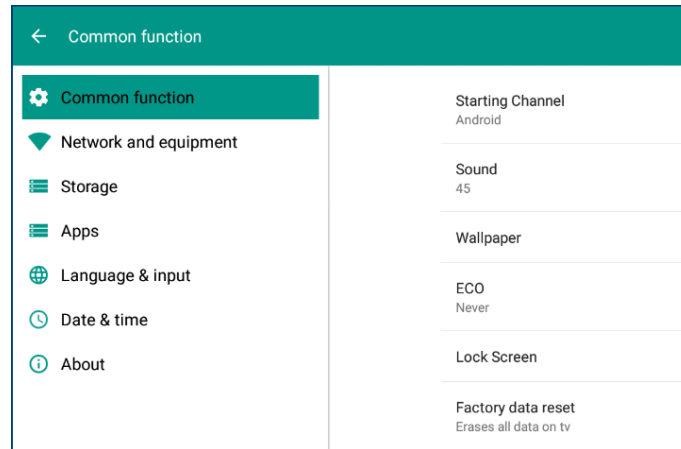 Common function
Common function
Network and equipment
Storage
Apps
Language & input
Date & time
About
Starting Channel
Android
Sound
45
Wallpaper
ECO
Never
Lock Screen
Factory data reset
Erases all data on tv